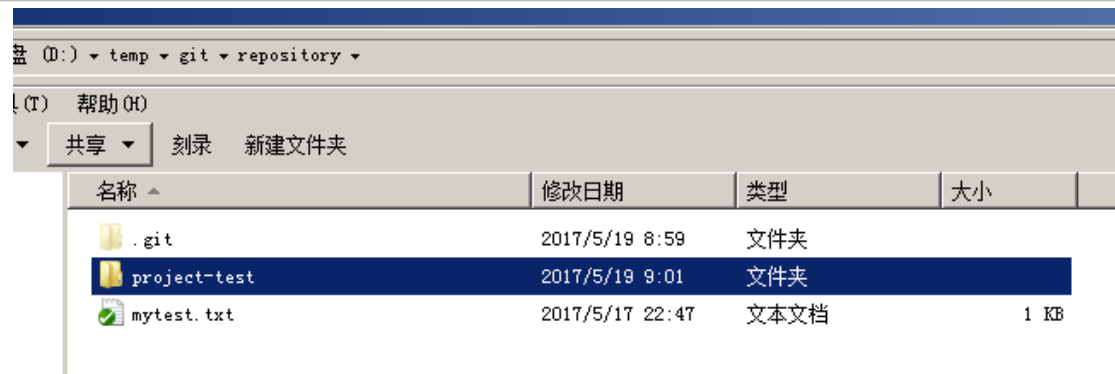 盘 (D:) ▾ temp ▾ git ▾ repository ▾
(T) 帮助(H)
共享 ▾ 刻录 新建文件夹
名称 修改日期 类型 大小
.git 2017/5/19 8:59 文件夹
project-test 2017/5/19 9:01 文件夹
mytest.txt 2017/5/17 22:47 文本文档 1 KB